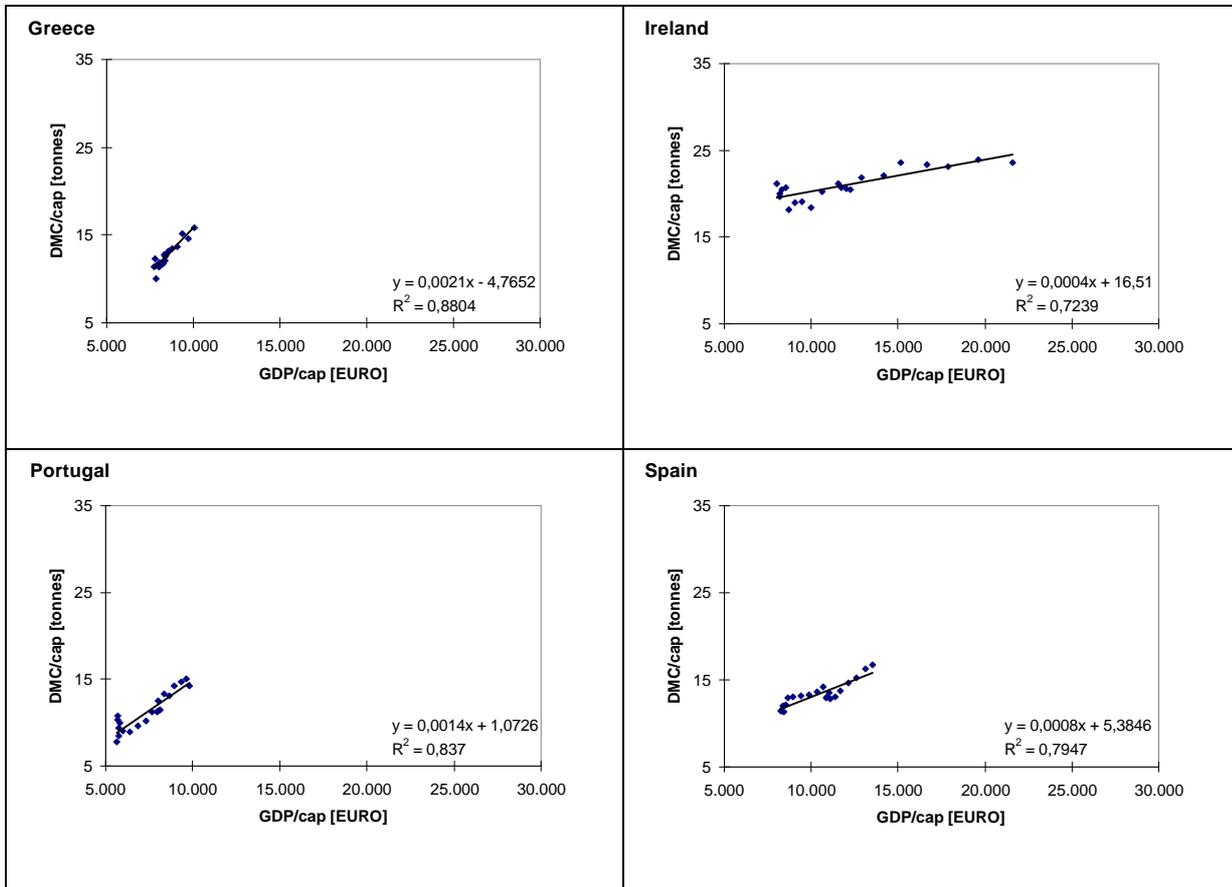 Greece
35
25
15
5
DMC/cap [tonnes]
y = 0,0021x - 4,7652
R² = 0,8804
5.000 10.000 15.000 20.000 25.000 30.000
GDP/cap [EURO]
Ireland
35
25
15
5
DMC/cap [tonnes]
y = 0,0004x + 16,51
R² = 0,7239
5.000 10.000 15.000 20.000 25.000 30.000
GDP/cap [EURO]
Portugal
35
25
15
5
DMC/cap [tonnes]
y = 0,0014x + 1,0726
R² = 0,837
5.000 10.000 15.000 20.000 25.000 30.000
GDP/cap [EURO]
Spain
35
25
15
5
DMC/cap [tonnes]
y = 0,0008x + 5,3846
R² = 0,7947
5.000 10.000 15.000 20.000 25.000 30.000
GDP/cap [EURO]